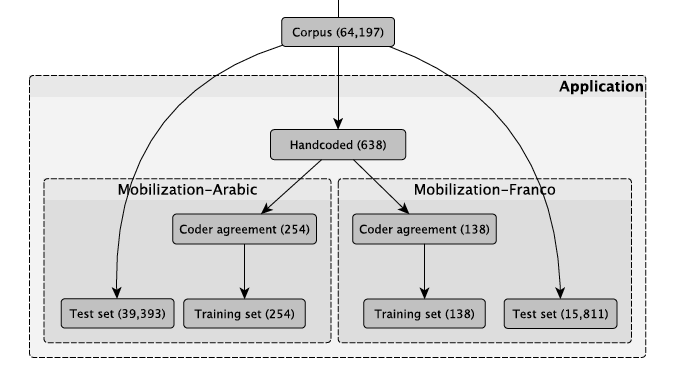 Corpus (64,197)
Application
Handcoded (638)
Mobilization-Arabic
Mobilization-Franco
Coder agreement (254)
Coder agreement (138)
Test set (39,393)
Training set (254)
Training set (138)
Test set (15,811)